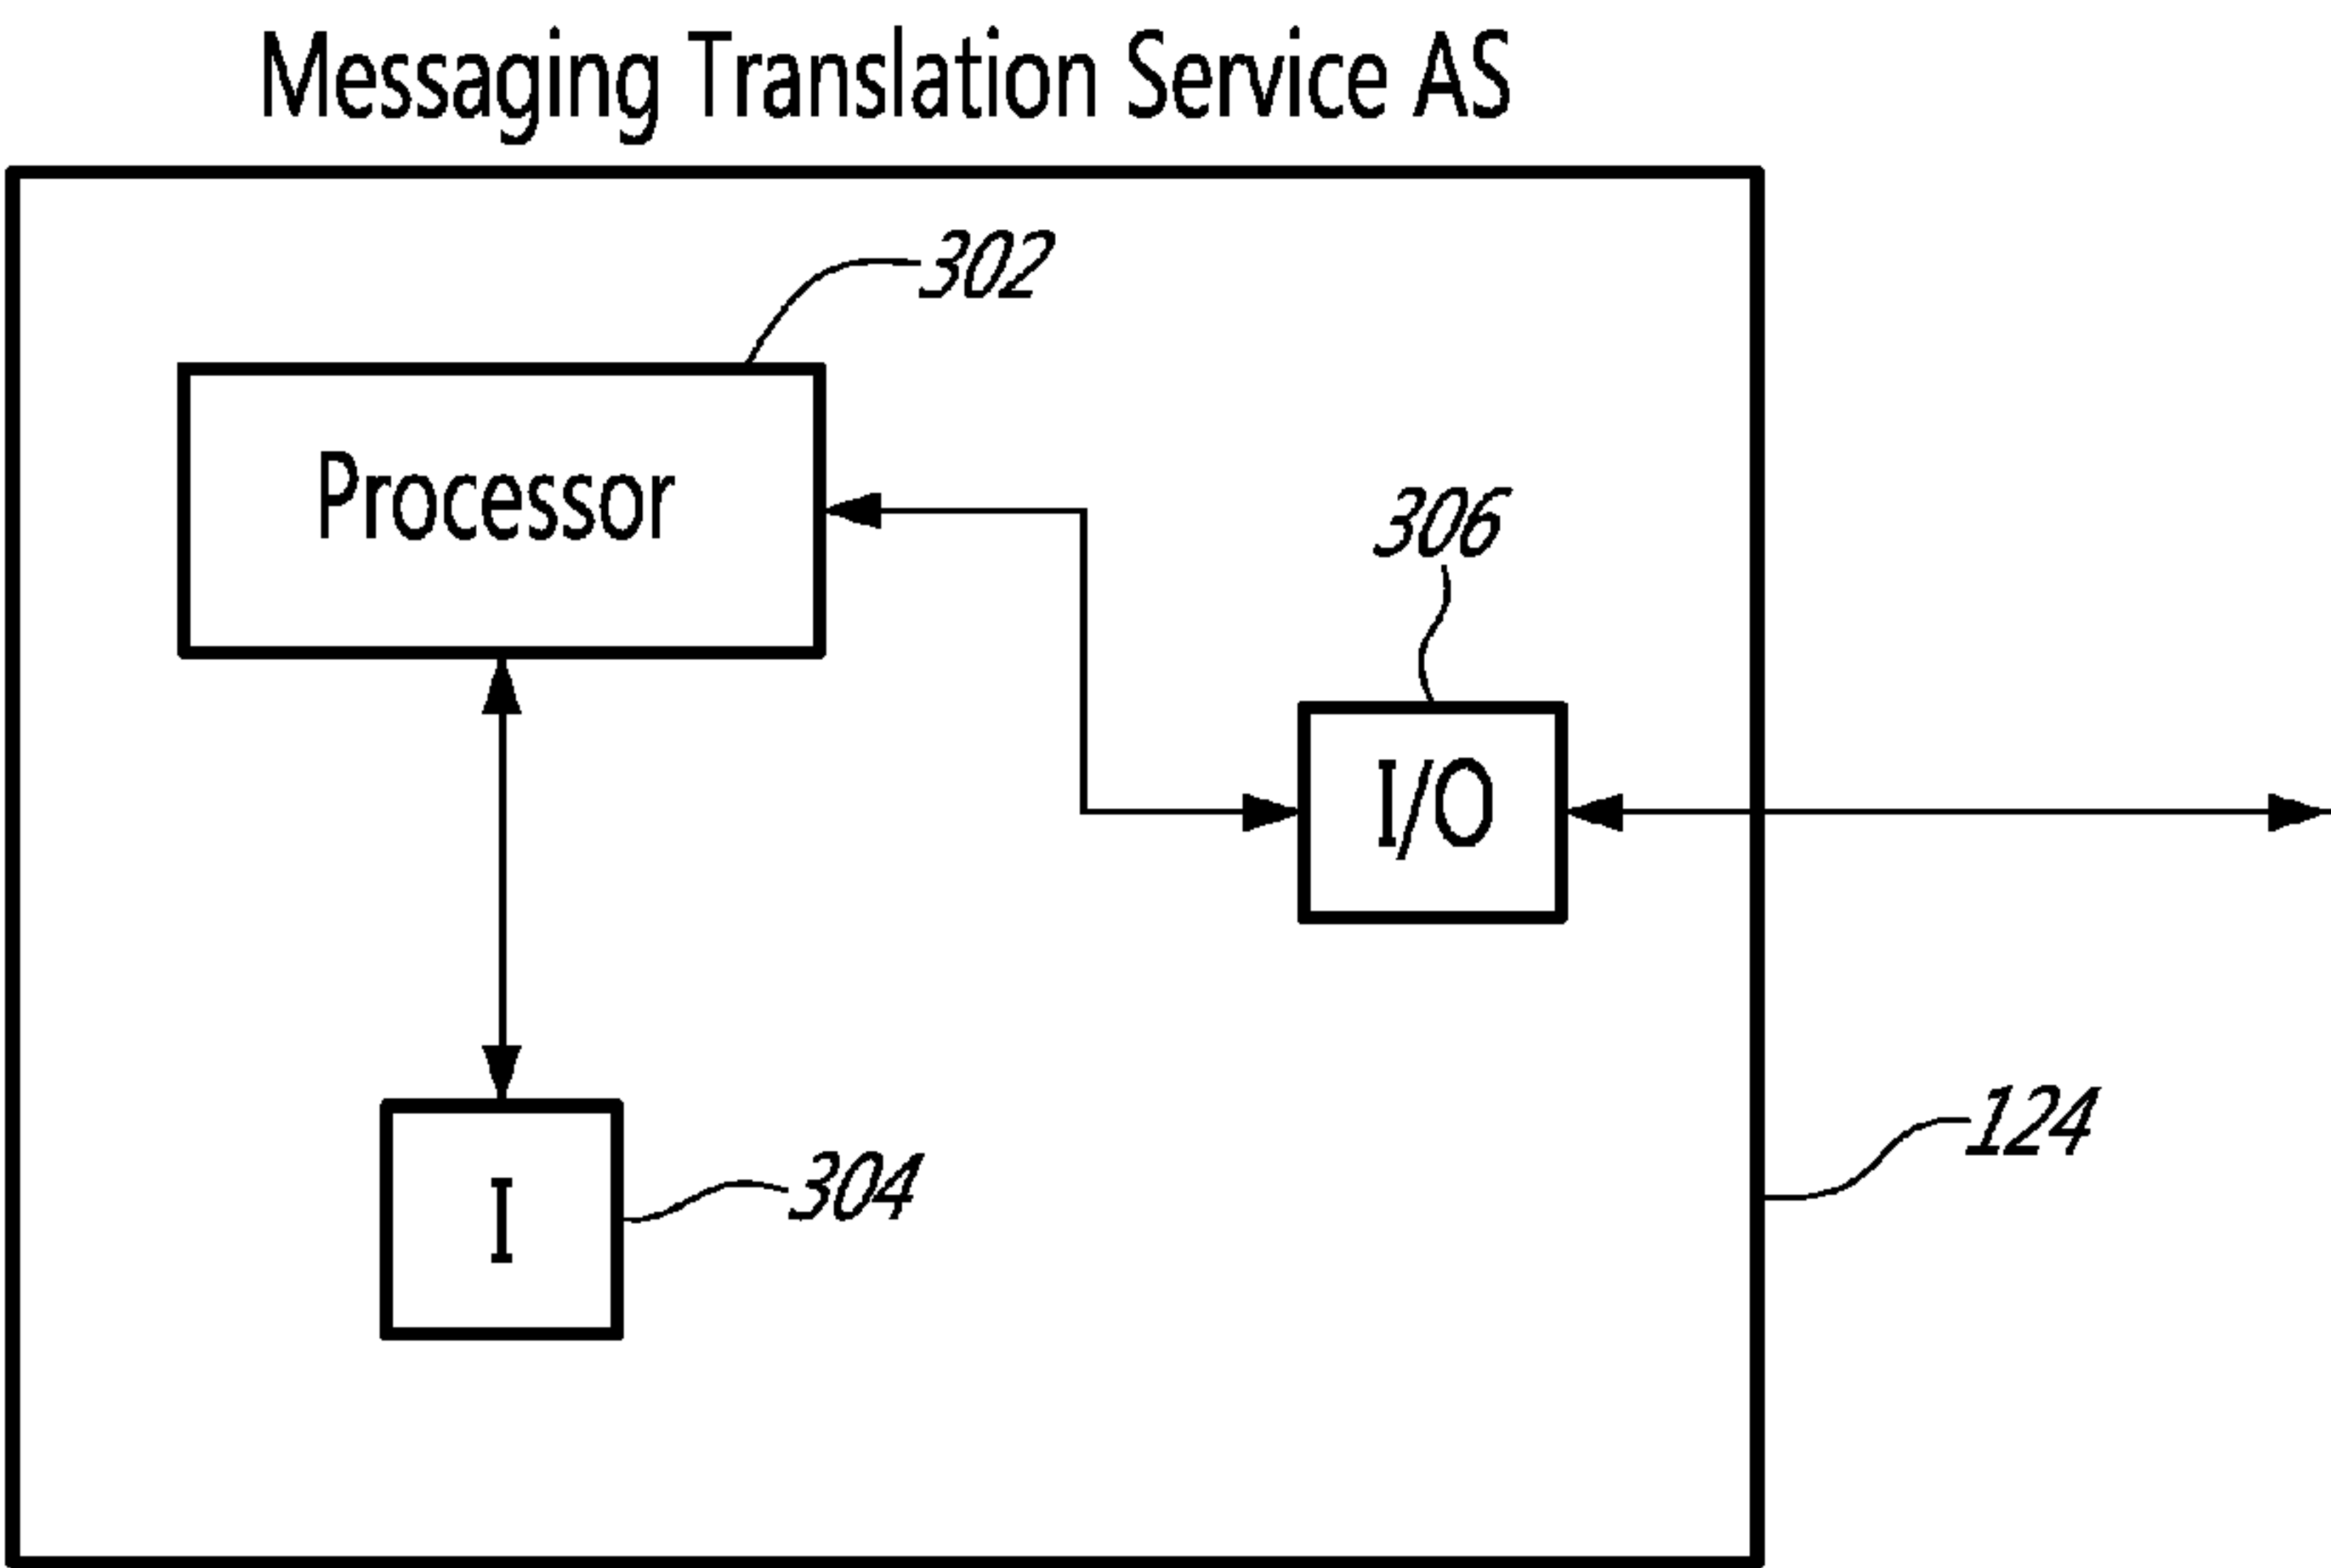 Messaging Translation Service AS
302
Processor
306
I/O
124
304
I